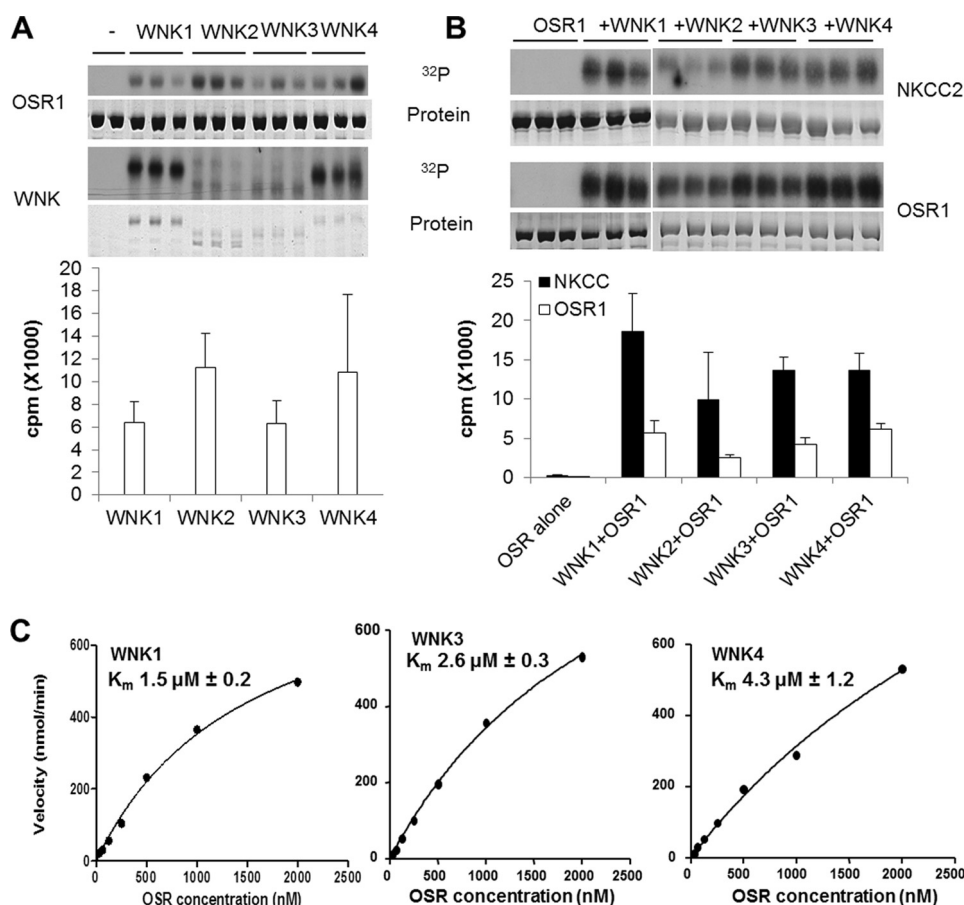 A
- WNK1 WNK2 WNK3 WNK4
OSR1
WNK
cpm (X1000)
20
18
16
14
12
10
8
6
4
2
0
WNK1 WNK2 WNK3 WNK4
B
OSR1 +WNK1 +WNK2 +WNK3 +WNK4
32P
NKCC2
Protein
32P
OSR1
Protein
NKCC
OSR1
cpm (X1000)
25
20
15
10
5
0
OSR alone
WNK1+OSR1
WNK2+OSR1
WNK3+OSR1
WNK4+OSR1
C
WNK1
Km 1.5 µM ± 0.2
Velocity (nmol/min)
600
400
200
0
0 500 1000 1500 2000 2500
OSR concentration (nM)
WNK3
Km 2.6 µM ± 0.3
600
400
200
0
0 500 1000 1500 2000 2500
OSR concentration (nM)
WNK4
Km 4.3 µM ± 1.2
600
400
200
0
0 500 1000 1500 2000 2500
OSR concentration (nM)